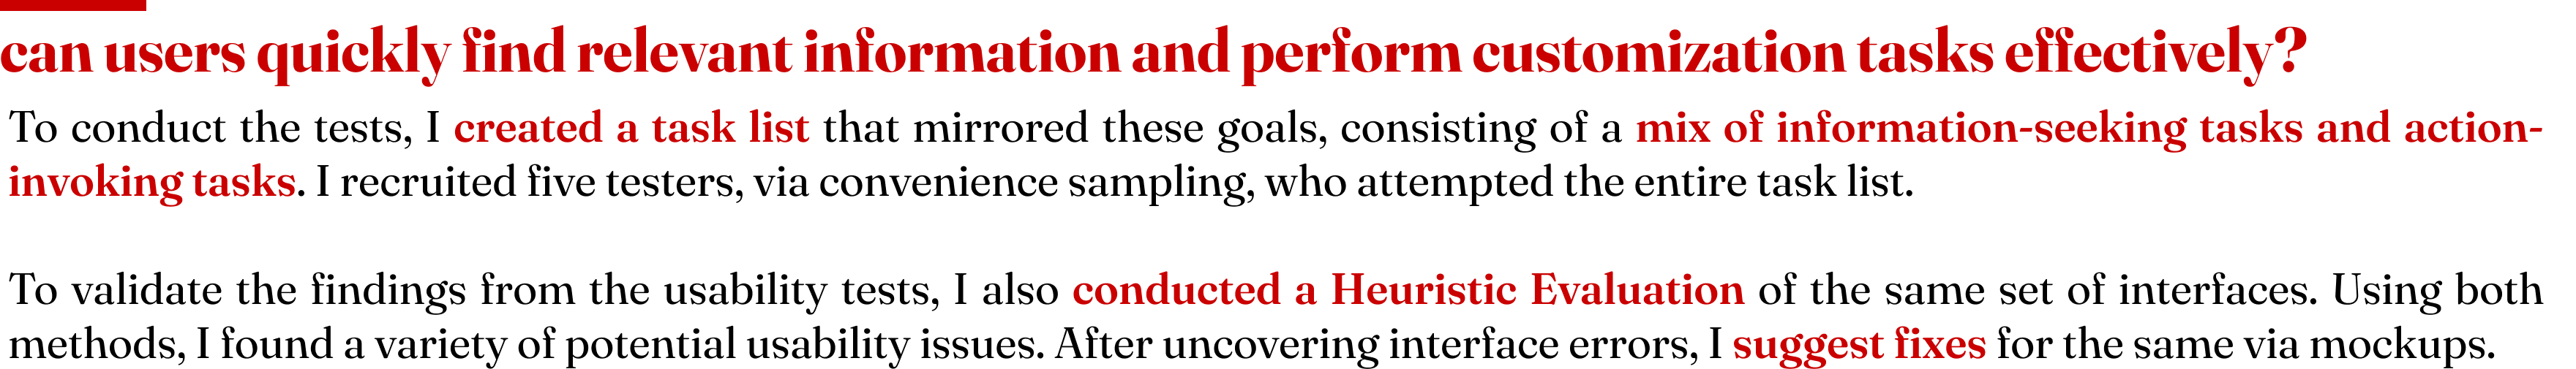 can users quickly find relevant information and perform customization tasks effectively?
To conduct the tests, I created a task list that mirrored these goals, consisting of a mix of information-seeking tasks and action-
invoking tasks. I recruited five testers, via convenience sampling, who attempted the entire task list.
To validate the findings from the usability tests, I also conducted a Heuristic Evaluation of the same set of interfaces. Using both
methods, I found a variety of potential usability issues. After uncovering interface errors, I suggest fixes for the same via mockups.